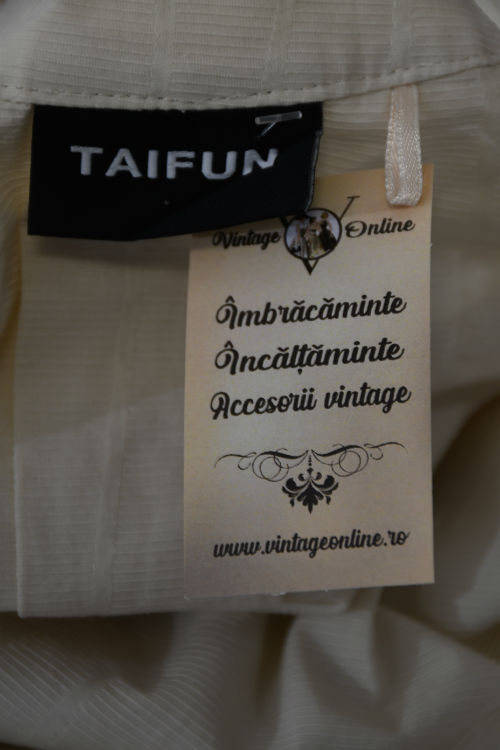 TAIFUN
Vintage V Online
Îmbrăcăminte
Încălțăminte
Accesorii vintage
www.vintageonline.ro